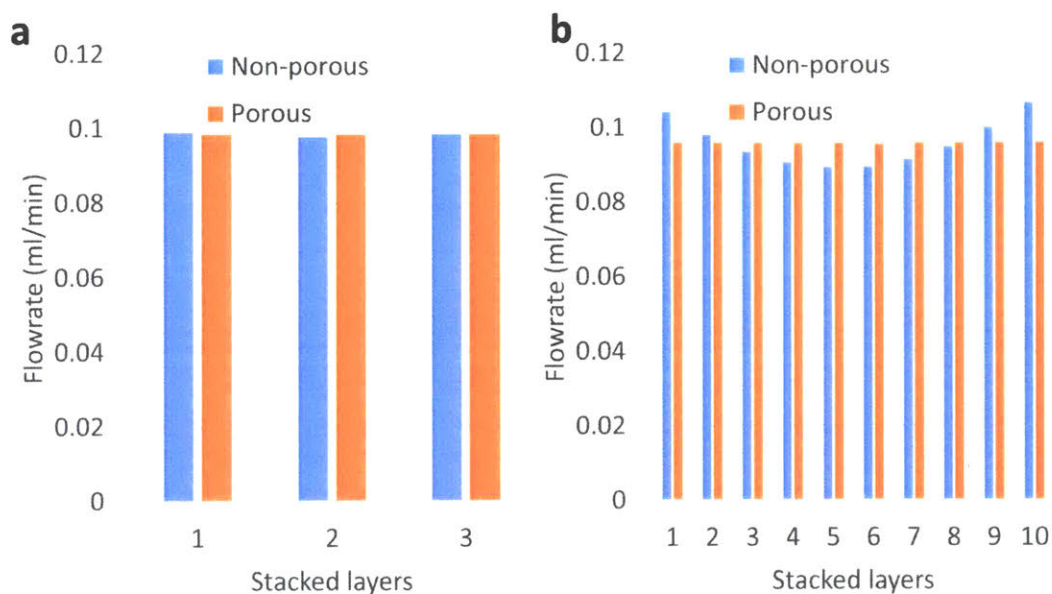 a
0.12
0.1
0.08
0.06
0.04
0.02
0
Flowrate (ml/min)
Non-porous
Porous
1 2 3
Stacked layers
b
0.12
0.1
0.08
0.06
0.04
0.02
0
Flowrate (ml/min)
Non-porous
Porous
1 2 3 4 5 6 7 8 9 10
Stacked layers